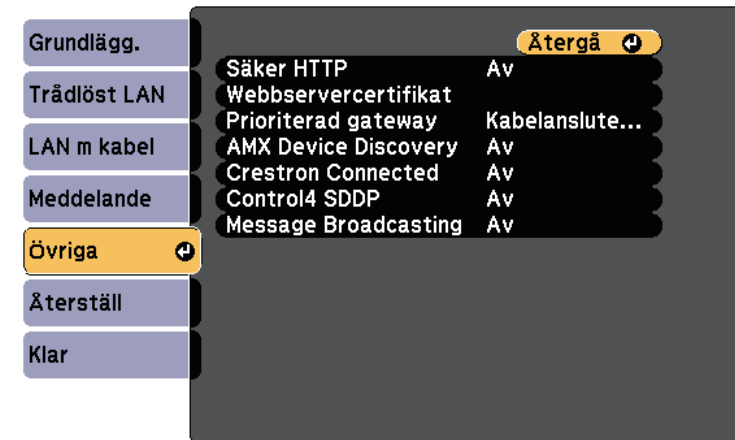 Grundlägg.
Trådlöst LAN
LAN m kabel
Meddelande
Övriga
Återställ
Klar
Återgå
Säker HTTP Av
Webbservercertifikat
Prioriterad gateway Kabelanslute...
AMX Device Discovery Av
Crestron Connected Av
Control4 SDDP Av
Message Broadcasting Av